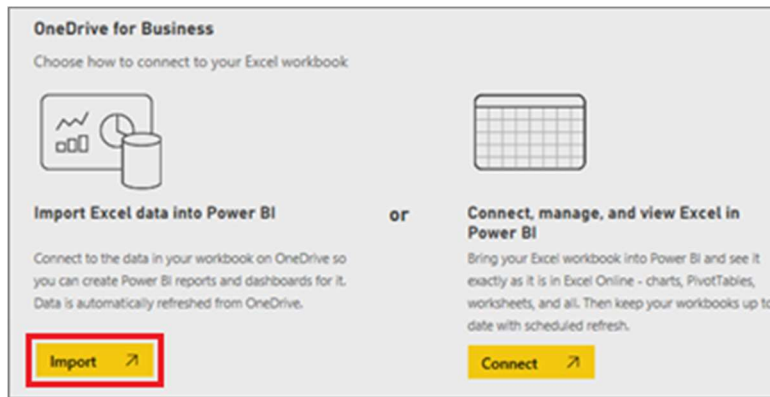 OneDrive for Business
Choose how to connect to your Excel workbook
Import Excel data into Power BI
Connect to the data in your workbook on OneDrive so
you can create Power BI reports and dashboards for it.
Data is automatically refreshed from OneDrive.
Import
or
Connect, manage, and view Excel in
Power BI
Bring your Excel workbook into Power BI and see it
exactly as it is in Excel Online - charts, PivotTables,
worksheets, and all. Then keep your workbooks up to
date with scheduled refresh.
Connect